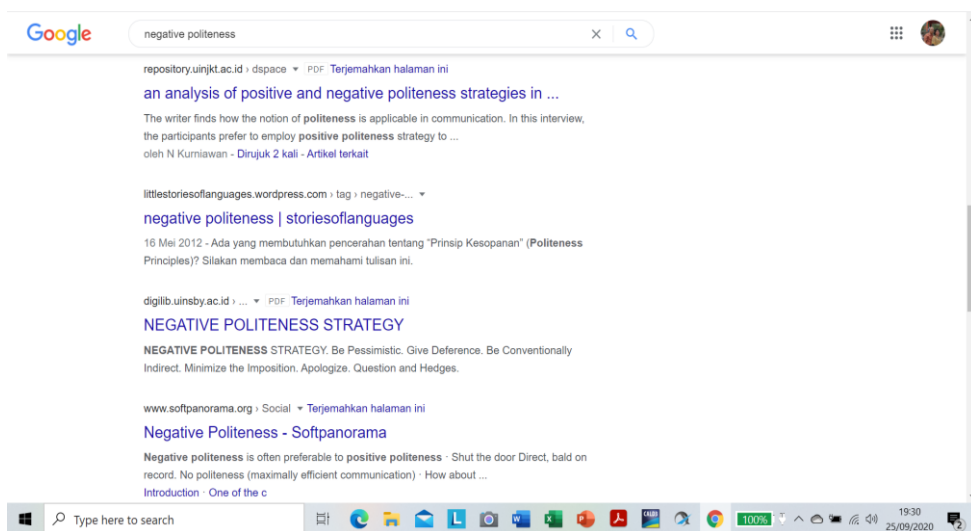 Google
negative politeness
repository.uinjkt.ac.id › dspace ▾ PDF Terjemahkan halaman ini
an analysis of positive and negative politeness strategies in ...
The writer finds how the notion of politeness is applicable in communication. In this interview,
the participants prefer to employ positive politeness strategy to ...
oleh N Kurniawan - Dirujuk 2 kali - Artikel terkait
littlestoriesoflanguages.wordpress.com › tag › negative-... ▾
negative politeness | storiesoflanguages
16 Mei 2012 - Ada yang membutuhkan pencerahan tentang "Prinsip Kesopanan" (Politeness
Principles)? Silakan membaca dan memahami tulisan ini.
digilib.uinsby.ac.id › ... ▾ PDF Terjemahkan halaman ini
NEGATIVE POLITENESS STRATEGY
NEGATIVE POLITENESS STRATEGY. Be Pessimistic. Give Deference. Be Conventionally
Indirect. Minimize the Imposition. Apologize. Question and Hedges.
www.softpanorama.org › Social ▾ Terjemahkan halaman ini
Negative Politeness - Softpanorama
Negative politeness is often preferable to positive politeness · Shut the door Direct, bald on
record. No politeness (maximally efficient communication) · How about ...
Introduction · One of the c
Type here to search
L
100%
19:30
25/09/2020
2